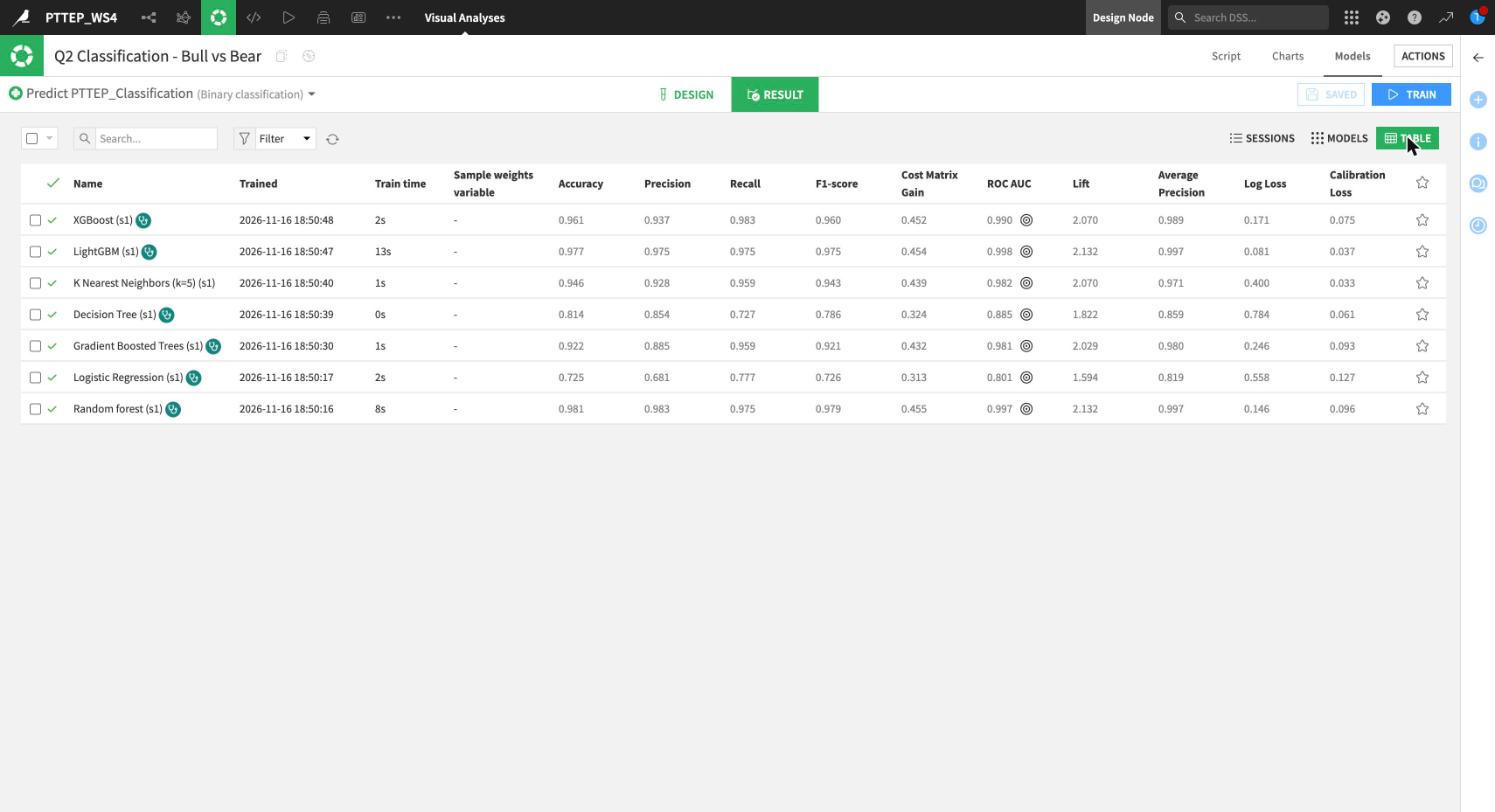 PTTEP_WS4 Visual Analyses Design Node Search DSS...
Q2 Classification - Bull vs Bear Script Charts Models ACTIONS
Predict PTTEP_Classification (Binary classification) DESIGN RESULT SAVED TRAIN
Search... Filter SESSIONS MODELS TABLE
Name Trained Train time Sample weights variable Accuracy Precision Recall F1-score Cost Matrix Gain ROC AUC Lift Average Precision Log Loss Calibration Loss
XGBoost (s1) 2026-11-16 18:50:48 2s - 0.961 0.937 0.983 0.960 0.452 0.990 2.070 0.989 0.171 0.075
LightGBM (s1) 2026-11-16 18:50:47 13s - 0.977 0.975 0.975 0.975 0.454 0.998 2.132 0.997 0.081 0.037
K Nearest Neighbors (k=5) (s1) 2026-11-16 18:50:40 1s - 0.946 0.928 0.959 0.943 0.439 0.982 2.070 0.971 0.400 0.033
Decision Tree (s1) 2026-11-16 18:50:39 0s - 0.814 0.854 0.727 0.786 0.324 0.885 1.822 0.859 0.784 0.061
Gradient Boosted Trees (s1) 2026-11-16 18:50:30 1s - 0.922 0.885 0.959 0.921 0.432 0.981 2.029 0.980 0.246 0.093
Logistic Regression (s1) 2026-11-16 18:50:17 2s - 0.725 0.681 0.777 0.726 0.313 0.801 1.594 0.819 0.558 0.127
Random forest (s1) 2026-11-16 18:50:16 8s - 0.981 0.983 0.975 0.979 0.455 0.997 2.132 0.997 0.146 0.096